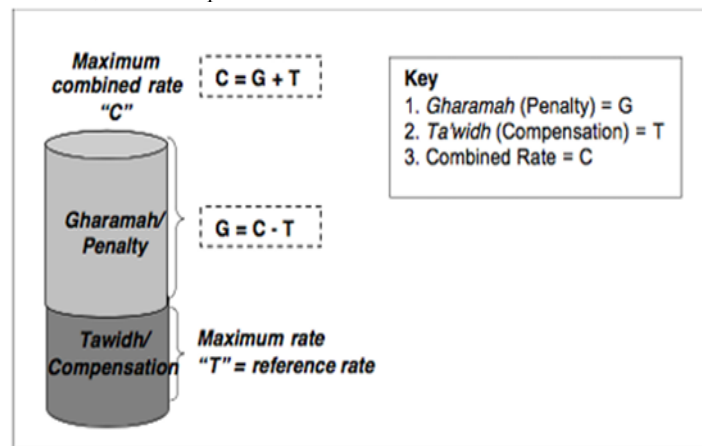 Maximum
combined rate
“C”
C = G + T
Key
1. Gharamah (Penalty) = G
2. Ta'widh (Compensation) = T
3. Combined Rate = C
Gharamah/
Penalty
G = C - T
Tawidh/
Compensation
Maximum rate
“T” = reference rate